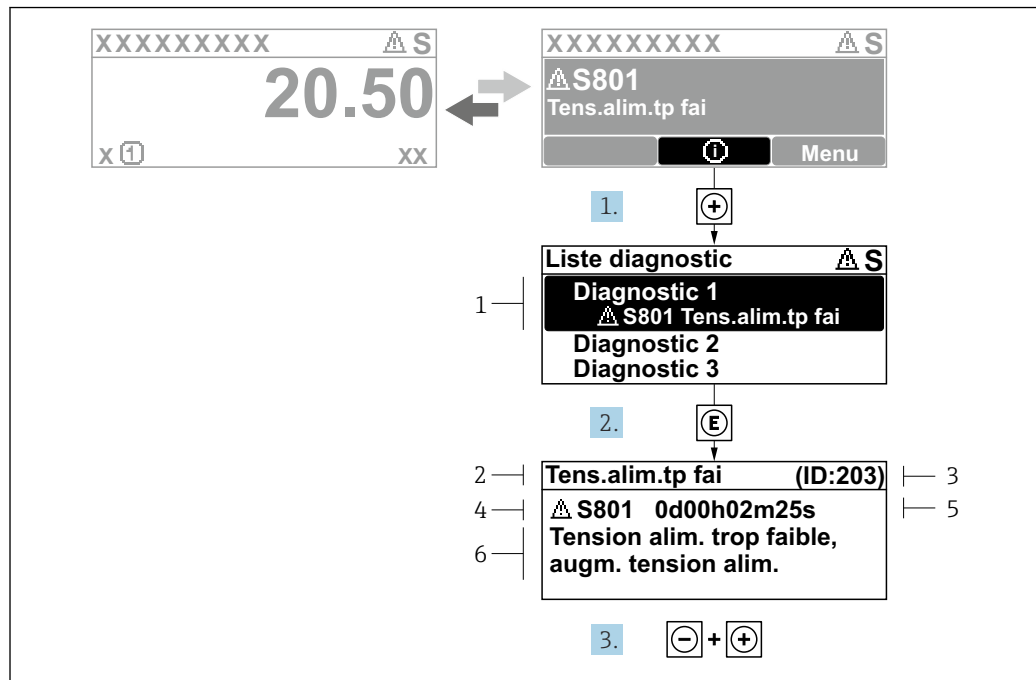 XXXXXXXXX ⚠ S
20.50
X ① XX
XXXXXXXXX ⚠ S
⚠ S801
Tens.alim.tp fai
ⓘ Menu
1. +
Liste diagnostic ⚠ S
1
Diagnostic 1
⚠ S801 Tens.alim.tp fai
Diagnostic 2
Diagnostic 3
2. E
2 Tens.alim.tp fai (ID:203) 3
4 ⚠ S801 0d00h02m25s 5
6 Tension alim. trop faible,
augm. tension alim.
3. - + +